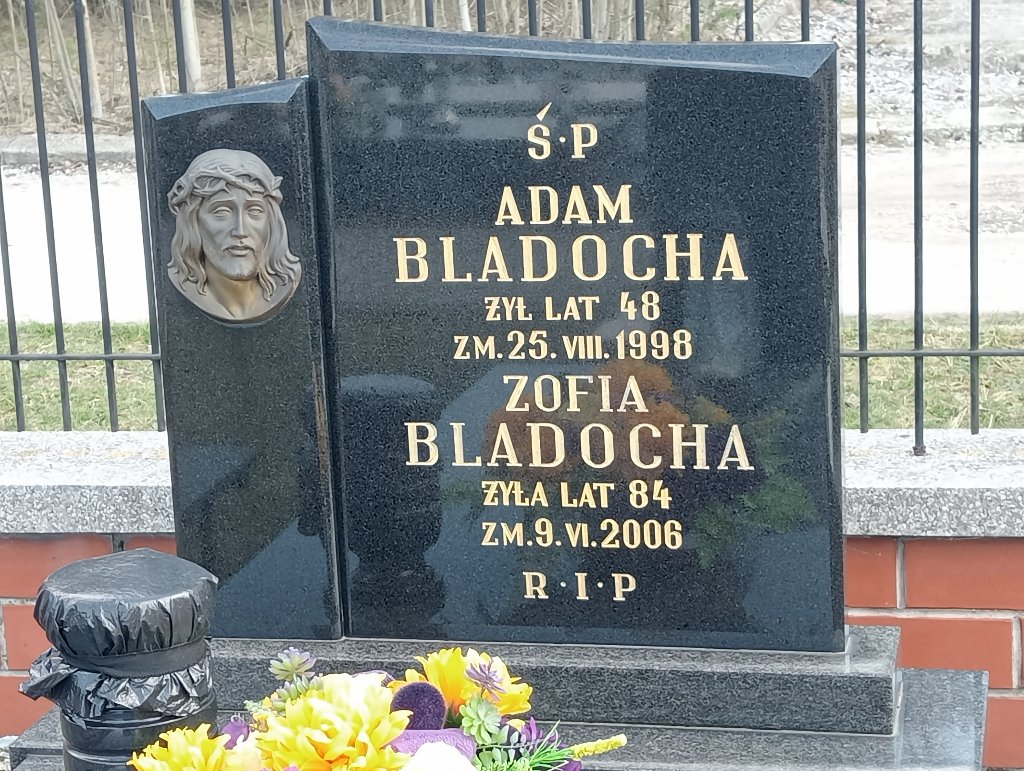 Ś·P
ADAM
BLADOCHA
ŻYŁ LAT 48
ZM. 25. VIII. 1998
ZOFIA
BLADOCHA
ŻYŁA LAT 84
ZM. 9. VI. 2006
R·I·P